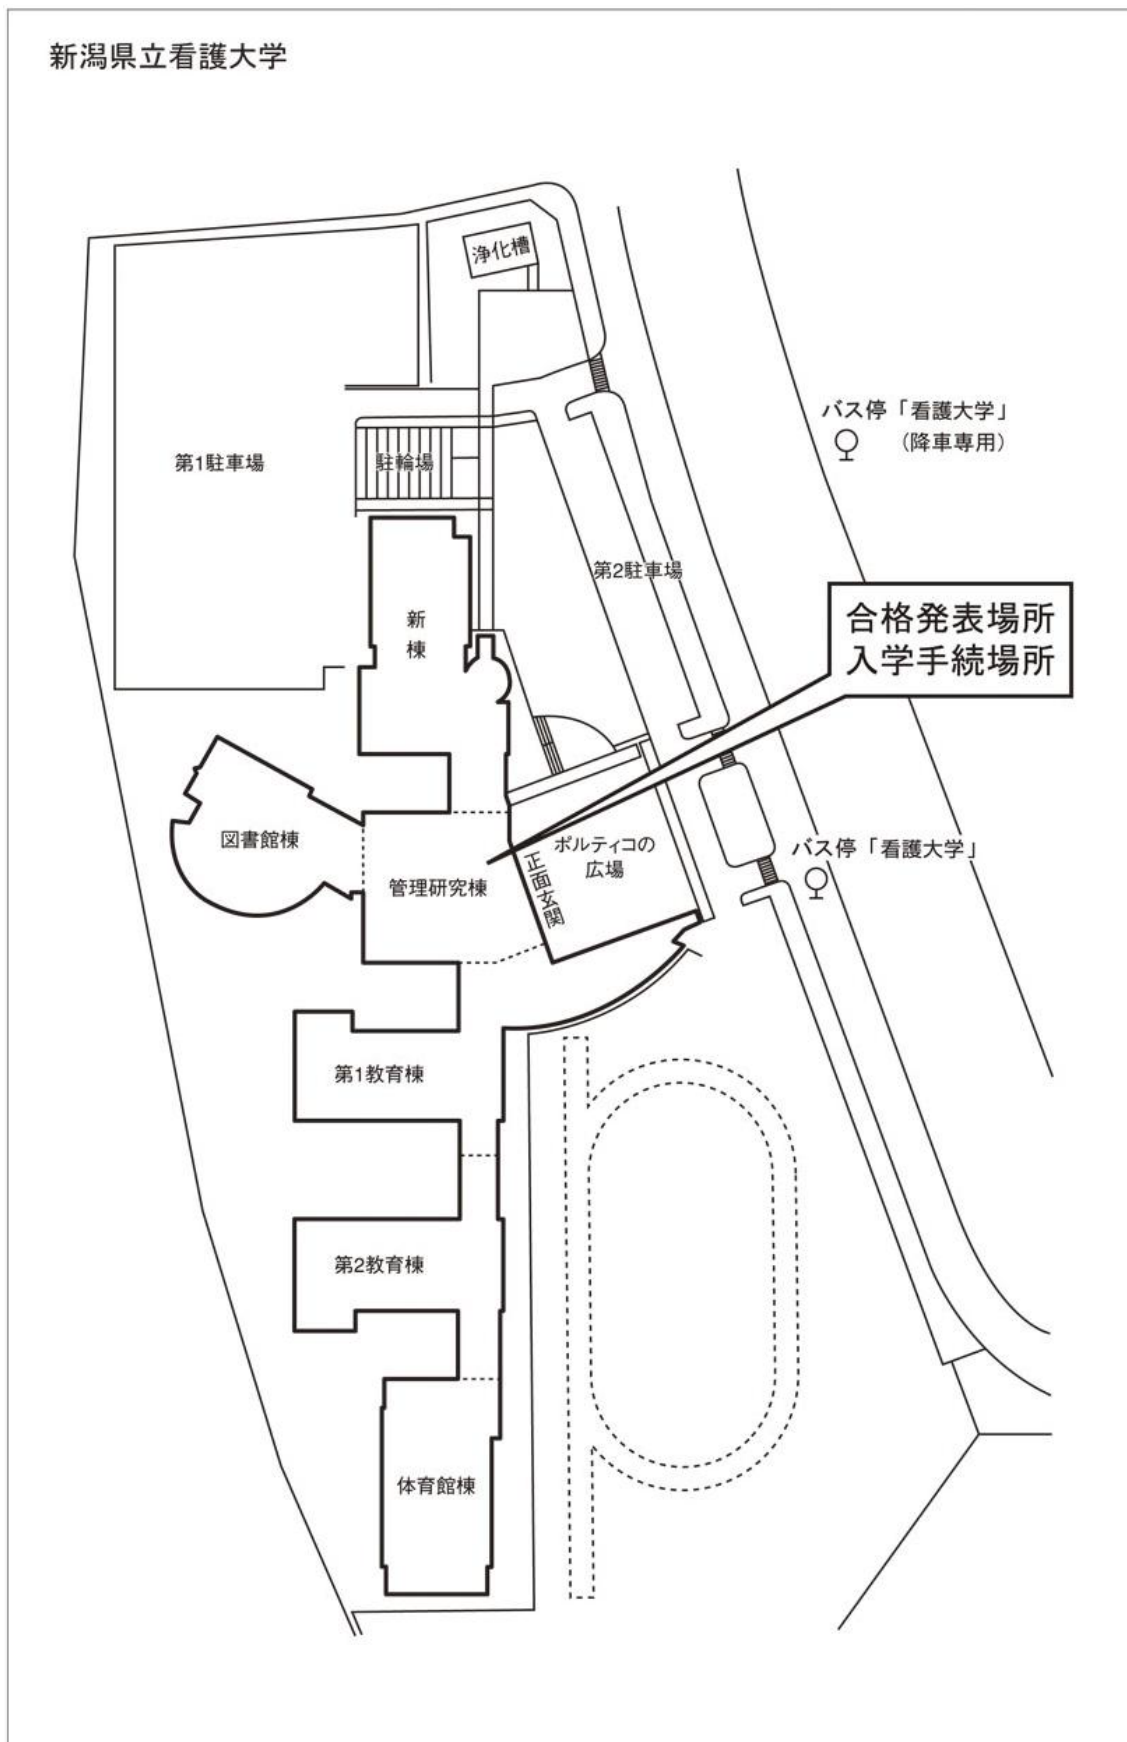 新潟県立看護大学
浄化槽
バス停「看護大学」
（降車専用）
第1駐車場
駐輪場
第2駐車場
合格発表場所
入学手続場所
新
棟
図書館棟
ポルティコの
広場
バス停「看護大学」
管理研究棟
正面玄関
第1教育棟
第2教育棟
体育館棟